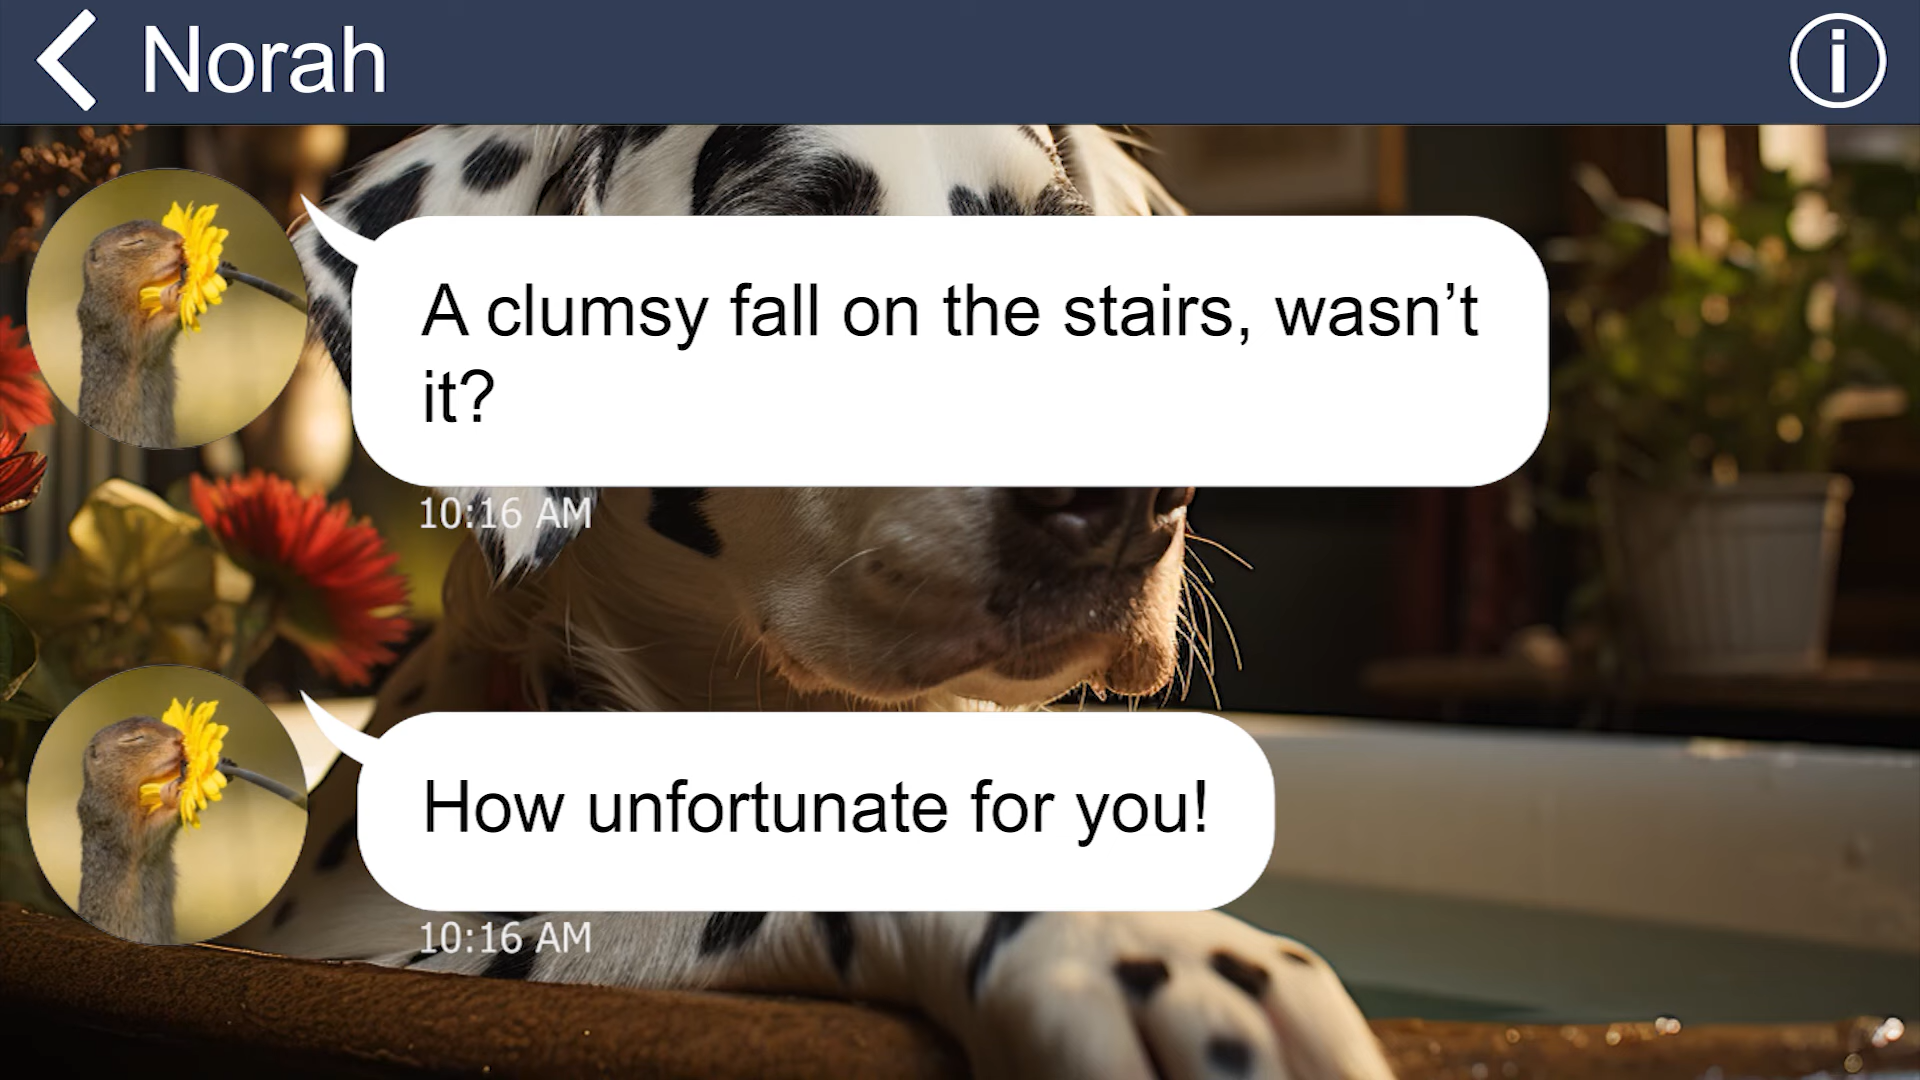 Norah
A clumsy fall on the stairs, wasn’t
it?
10:16 AM
How unfortunate for you!
10:16 AM